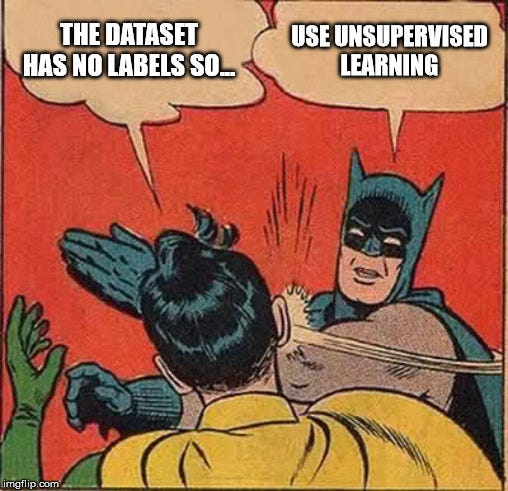 THE DATASET
HAS NO LABELS SO...
USE UNSUPERVISED
LEARNING
imgflip.com